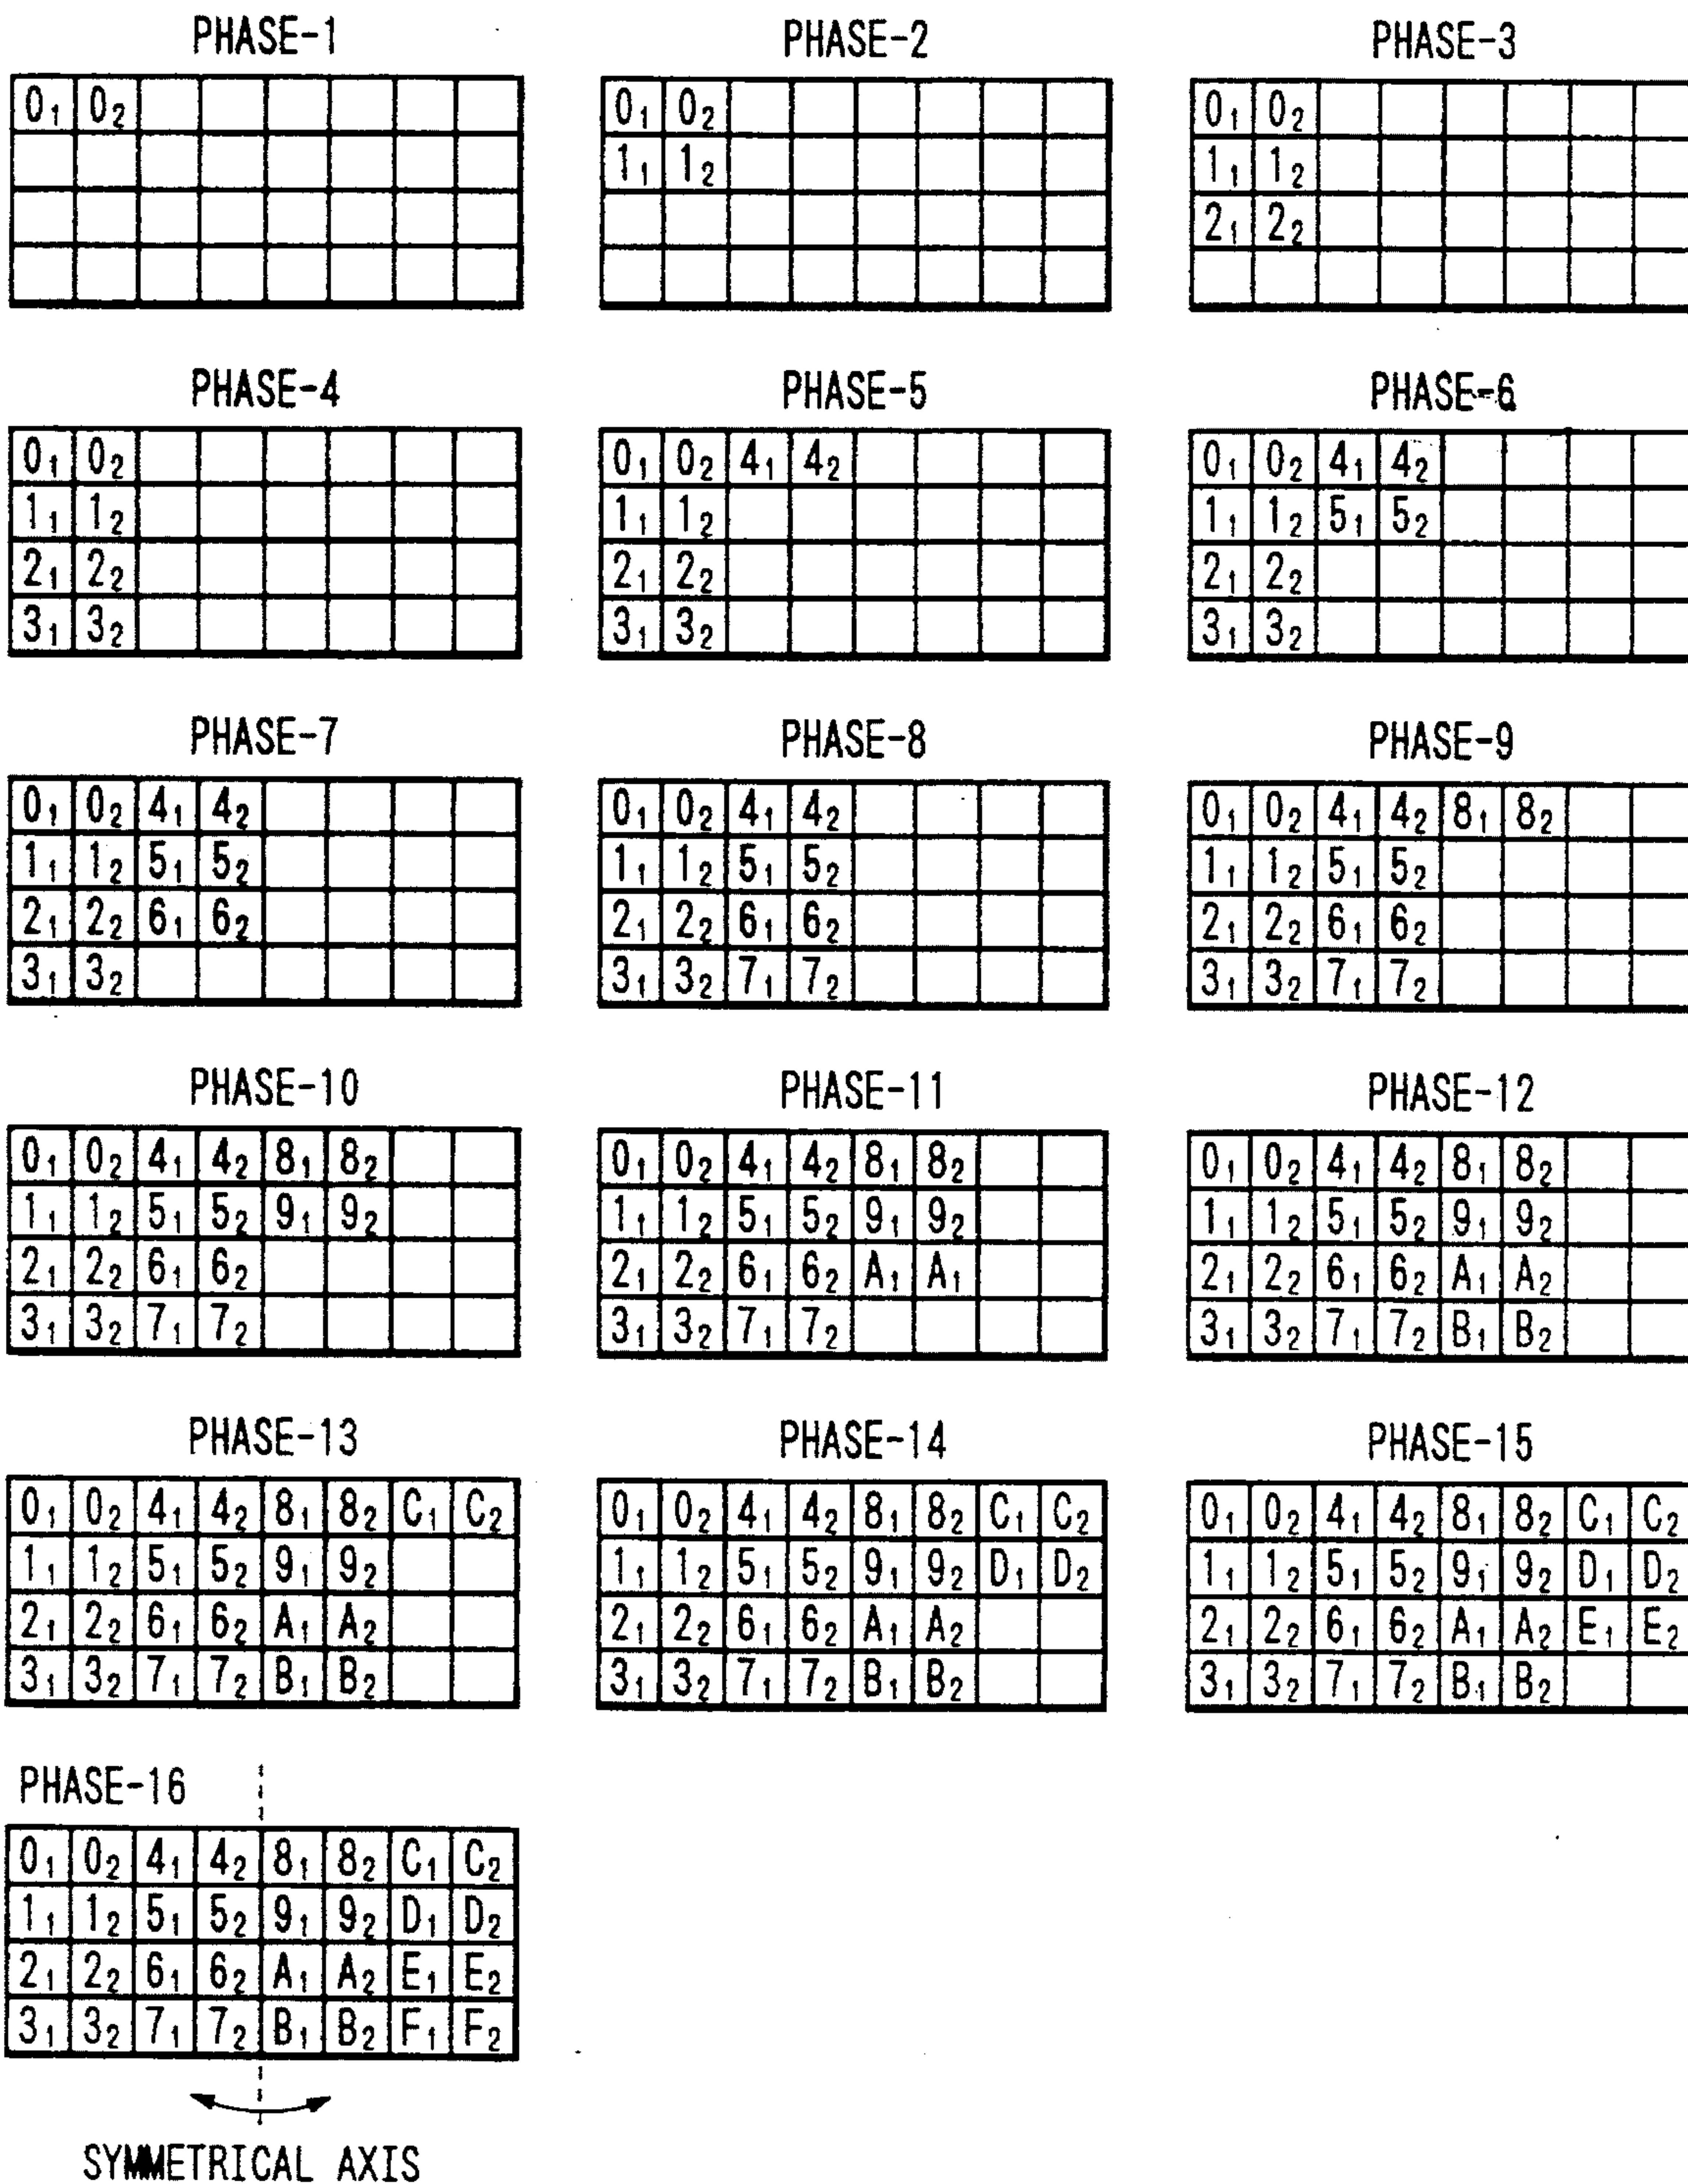 PHASE-1 PHASE-2 PHASE-3
0₁ 0₂ 0₁ 0₂ 0₁ 0₂
1₁ 1₂ 1₁ 1₂
2₁ 2₂
PHASE-4 PHASE-5 PHASE-6
0₁ 0₂ 0₁ 0₂ 4₁ 4₂ 0₁ 0₂ 4₁ 4₂
1₁ 1₂ 1₁ 1₂ 1₁ 1₂ 5₁ 5₂
2₁ 2₂ 2₁ 2₂ 2₁ 2₂
3₁ 3₂ 3₁ 3₂ 3₁ 3₂
PHASE-7 PHASE-8 PHASE-9
0₁ 0₂ 4₁ 4₂ 0₁ 0₂ 4₁ 4₂ 0₁ 0₂ 4₁ 4₂ 8₁ 8₂
1₁ 1₂ 5₁ 5₂ 1₁ 1₂ 5₁ 5₂ 1₁ 1₂ 5₁ 5₂
2₁ 2₂ 6₁ 6₂ 2₁ 2₂ 6₁ 6₂ 2₁ 2₂ 6₁ 6₂
3₁ 3₂ 3₁ 3₂ 7₁ 7₂ 3₁ 3₂ 7₁ 7₂
PHASE-10 PHASE-11 PHASE-12
0₁ 0₂ 4₁ 4₂ 8₁ 8₂ 0₁ 0₂ 4₁ 4₂ 8₁ 8₂ 0₁ 0₂ 4₁ 4₂ 8₁ 8₂
1₁ 1₂ 5₁ 5₂ 9₁ 9₂ 1₁ 1₂ 5₁ 5₂ 9₁ 9₂ 1₁ 1₂ 5₁ 5₂ 9₁ 9₂
2₁ 2₂ 6₁ 6₂ 2₁ 2₂ 6₁ 6₂ A₁ A₁ 2₁ 2₂ 6₁ 6₂ A₁ A₂
3₁ 3₂ 7₁ 7₂ 3₁ 3₂ 7₁ 7₂ 3₁ 3₂ 7₁ 7₂ B₁ B₂
PHASE-13 PHASE-14 PHASE-15
0₁ 0₂ 4₁ 4₂ 8₁ 8₂ C₁ C₂ 0₁ 0₂ 4₁ 4₂ 8₁ 8₂ C₁ C₂ 0₁ 0₂ 4₁ 4₂ 8₁ 8₂ C₁ C₂
1₁ 1₂ 5₁ 5₂ 9₁ 9₂ 1₁ 1₂ 5₁ 5₂ 9₁ 9₂ D₁ D₂ 1₁ 1₂ 5₁ 5₂ 9₁ 9₂ D₁ D₂
2₁ 2₂ 6₁ 6₂ A₁ A₂ 2₁ 2₂ 6₁ 6₂ A₁ A₂ 2₁ 2₂ 6₁ 6₂ A₁ A₂ E₁ E₂
3₁ 3₂ 7₁ 7₂ B₁ B₂ 3₁ 3₂ 7₁ 7₂ B₁ B₂ 3₁ 3₂ 7₁ 7₂ B₁ B₂
PHASE-16
0₁ 0₂ 4₁ 4₂ 8₁ 8₂ C₁ C₂
1₁ 1₂ 5₁ 5₂ 9₁ 9₂ D₁ D₂
2₁ 2₂ 6₁ 6₂ A₁ A₂ E₁ E₂
3₁ 3₂ 7₁ 7₂ B₁ B₂ F₁ F₂
SYMMETRICAL AXIS